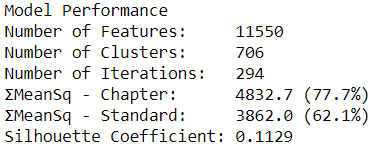 Model Performance
Number of Features: 11550
Number of Clusters: 706
Number of Iterations: 294
ΣMeanSq - Chapter: 4832.7 (77.7%)
ΣMeanSq - Standard: 3862.0 (62.1%)
Silhouette Coefficient: 0.1129